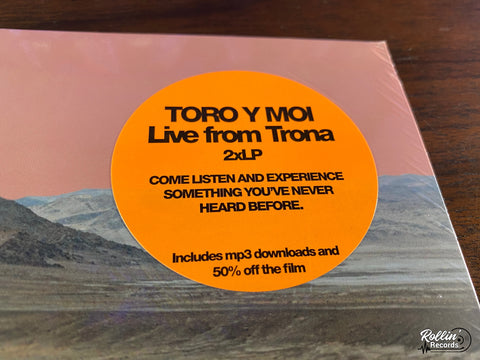 TORO Y MOI
Live from Trona
2xLP
COME LISTEN AND EXPERIENCE
SOMETHING YOU'VE NEVER
HEARD BEFORE.
Includes mp3 downloads and
50% off the film
Rollin'
Records